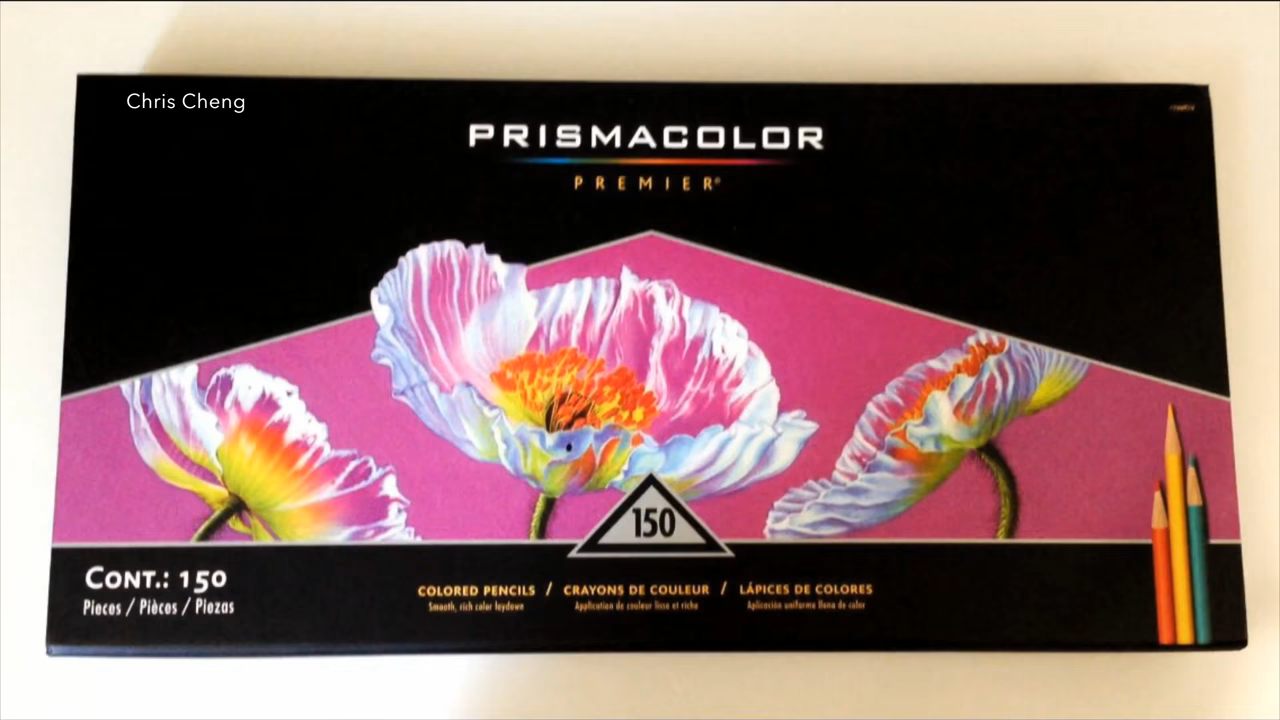 Chris Cheng
PRISMACOLOR
PREMIER®
150
CONT.: 150
Pieces / Pièces / Piezas
COLORED PENCILS / CRAYONS DE COULEUR / LÁPICES DE COLORES
Smooth, rich color laydown
Application de couleur lisse et riche
Aplicación uniforme llena de color